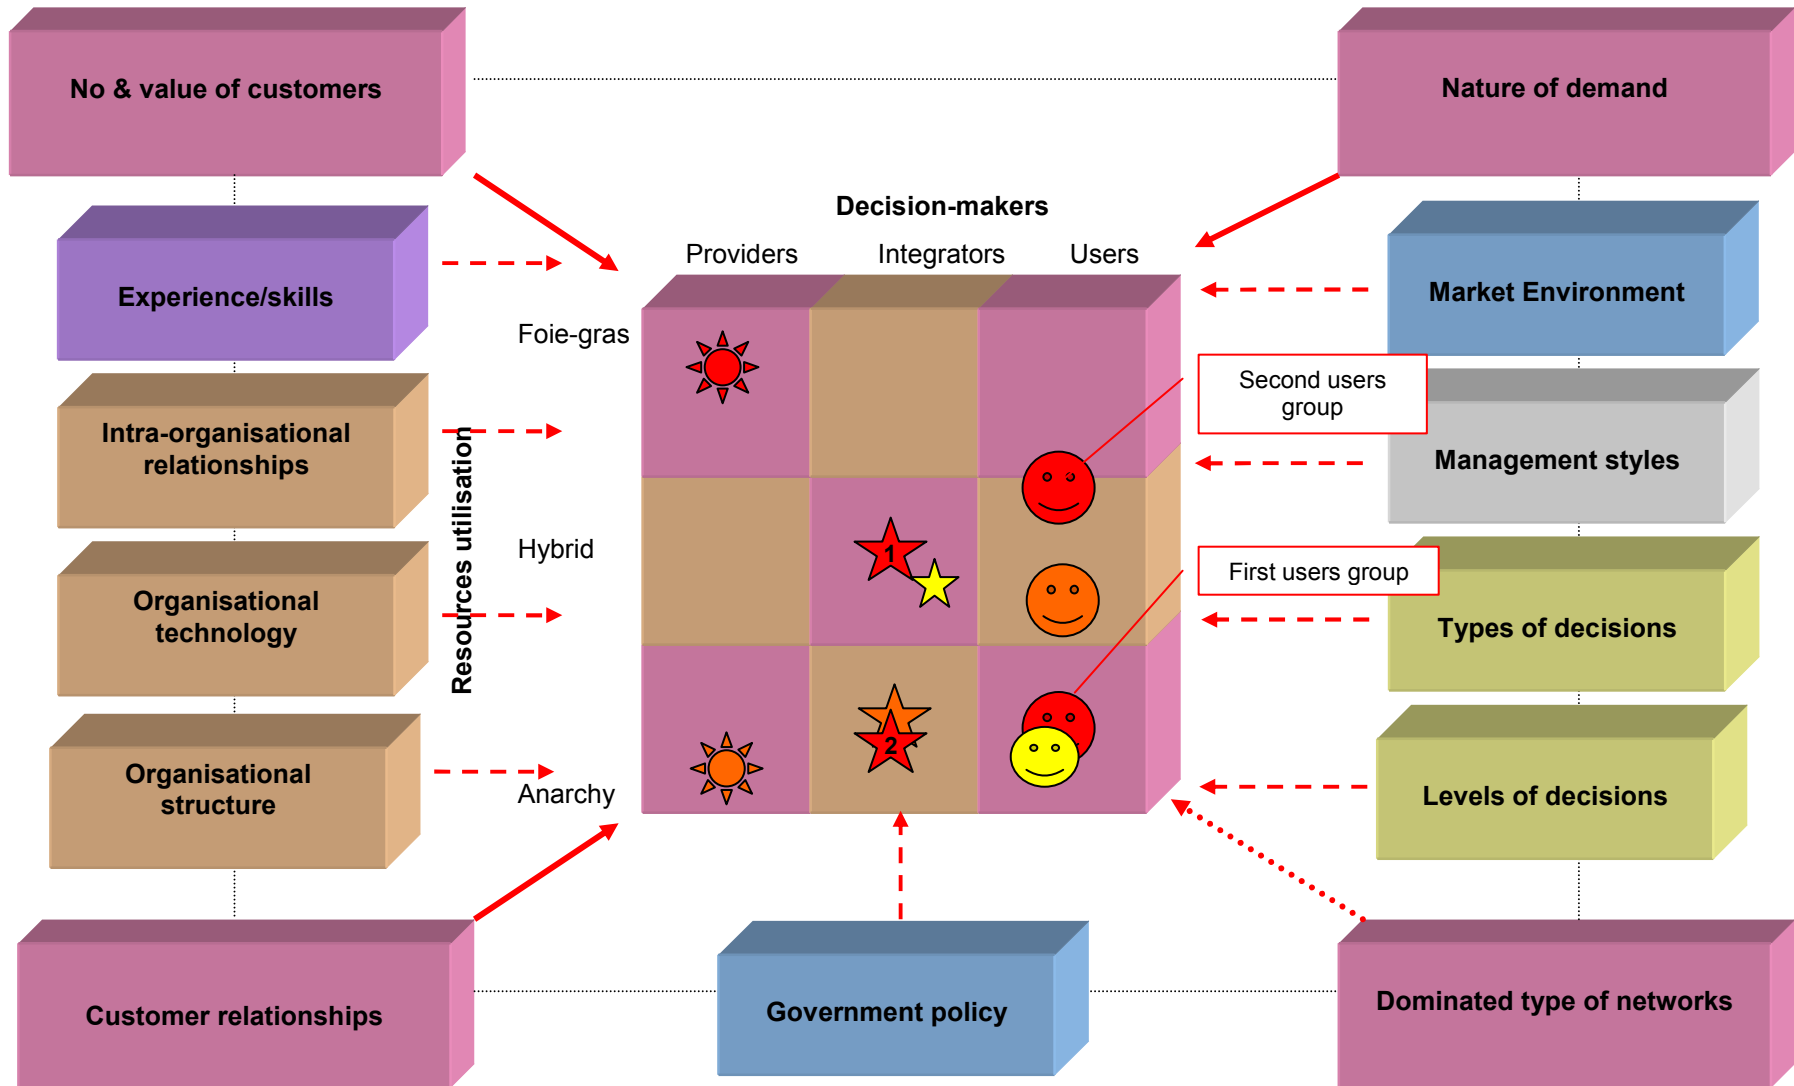 No & value of customers
Nature of demand
Decision-makers
Providers
Integrators
Users
Experience/skills
Market Environment
Foie-gras
Second users
group
Intra-organisational
relationships
Management styles
Resources utilisation
Hybrid
1
First users group
Organisational
technology
Types of decisions
2
Organisational
structure
Anarchy
Levels of decisions
Customer relationships
Government policy
Dominated type of networks